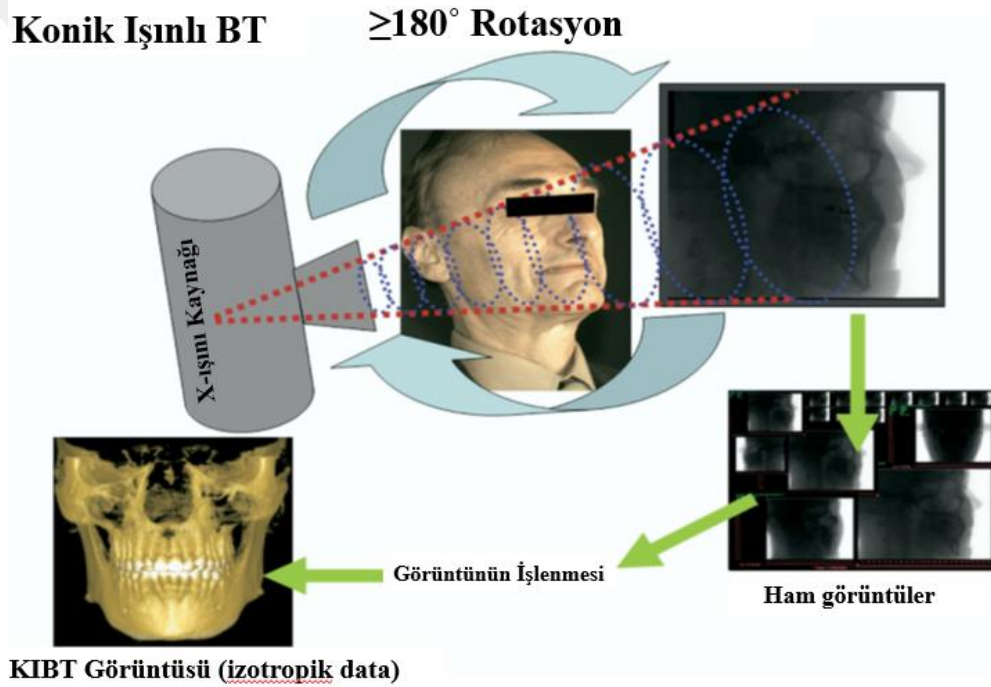 Konik Işınlı BT
≥180° Rotasyon
X-ışını Kaynağı
Görüntünün İşlenmesi
Ham görüntüler
KIBT Görüntüsü (izotropik data)